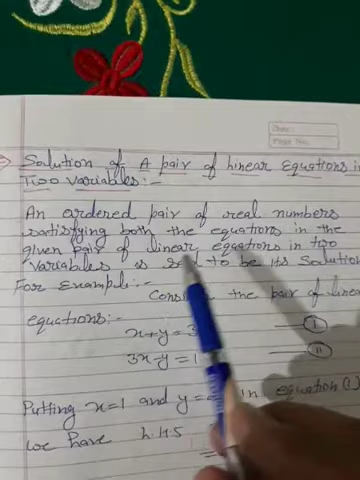 Date:
Page No:
Solution of A pair of linear Equations in
Two variables:-
An ordered pair of real numbers
satisfying both the equations in the
given pair of linear equations in two
variables is said to be its solution
For Example:-
Consider the pair of linear
equations:-
x+y=3 (i)
3x-y=1 (ii)
Putting x=1 and y= in equation (i)
we have L.H.S